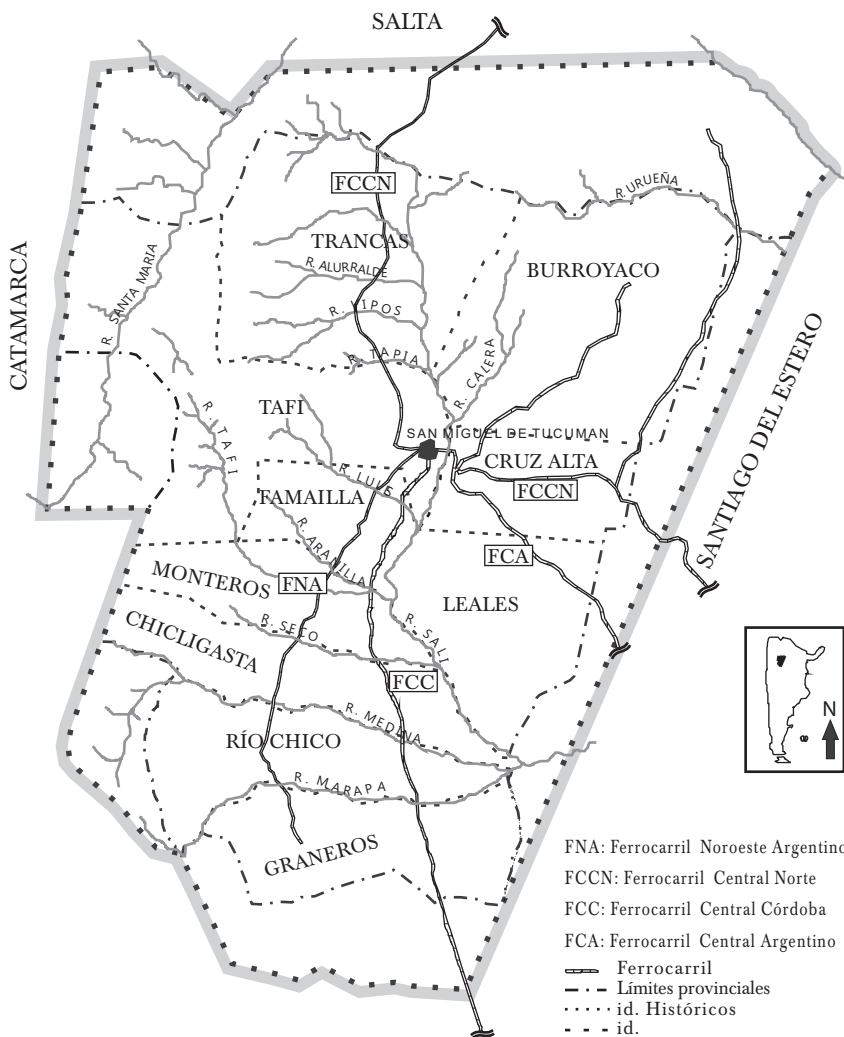 SALTA
FCCN
R. URUEÑA
TRANCAS
R. ALURRALDE
BURROYACO
R. SANTA MARIA
CATAMARCA
R. VIPOS
R. TAPIA
R. CALERA
SANTIAGO DEL ESTERO
TAFI
R. TAFI
SAN MIGUEL DE TUCUMAN
CRUZ ALTA
R. LULES
FCCN
FAMAILLA
R. ARANILLA
FCA
MONTEROS
FNA
LEALES
CHICLIGASTA
R. SECO
R. SALI
FCC
N
R. MEDINA
RÍO CHICO
R. MARAPA
GRANEROS
FNA: Ferrocarril Noroeste Argentino
FCCN: Ferrocarril Central Norte
FCC: Ferrocarril Central Córdoba
FCA: Ferrocarril Central Argentino
Ferrocarril
Límites provinciales
id. Históricos
id.